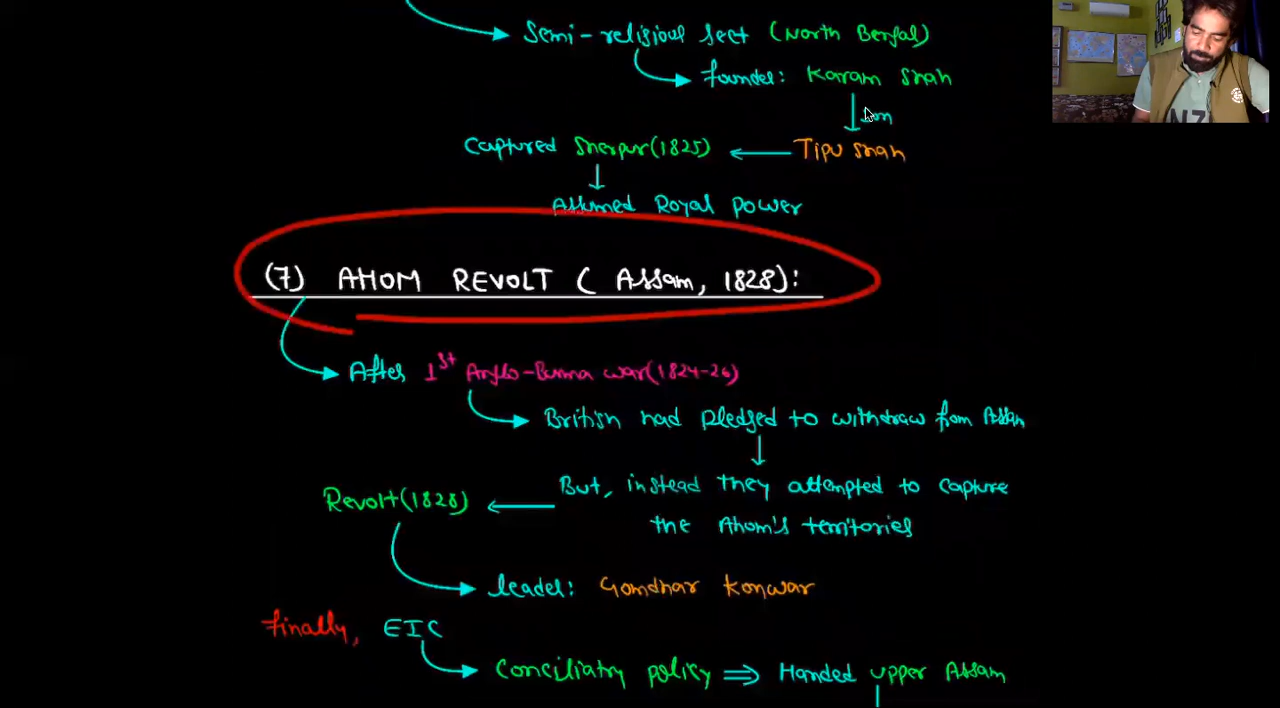 Semi-religious sect (North Bengal)
founder: Karam Shah
son
Captured Sherpur(1825) ← Tipu Shah
Assumed Royal Power
(7) AHOM REVOLT ( Assam, 1828):
After 1st Anglo-Burma war(1824-26)
British had pledged to withdraw from Assam
But, instead they attempted to capture
Revolt(1828)
the Ahom's territories
leader: Gomdhar Konwar
finally, EIC
Conciliatry policy ⇒ Handed upper Assam
NZ